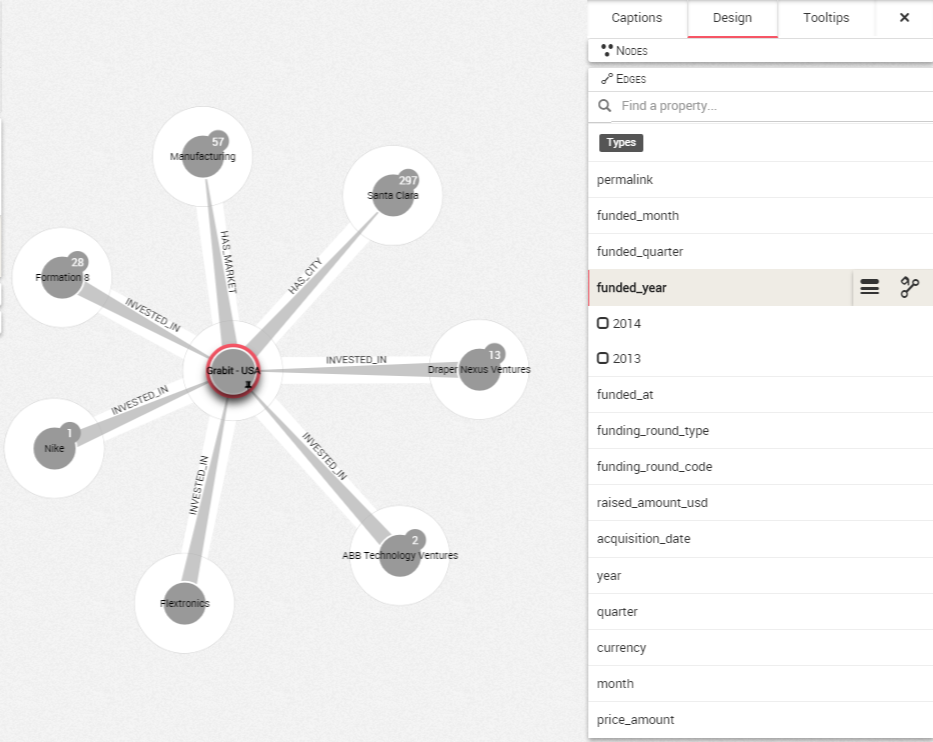 Captions
Design
Tooltips
NODES
EDGES
Find a property...
Types
permalink
funded_month
funded_quarter
funded_year
2014
2013
funded_at
funding_round_type
funding_round_code
raised_amount_usd
acquisition_date
year
quarter
currency
month
price_amount
57
Manufacturing
297
Santa Clara
28
Formation 8
HAS_MARKET
HAS_CITY
INVESTED_IN
INVESTED_IN
13
Draper Nexus Ventures
Grabit - USA
INVESTED_IN
1
Nike
INVESTED_IN
INVESTED_IN
2
ABB Technology Ventures
Flextronics